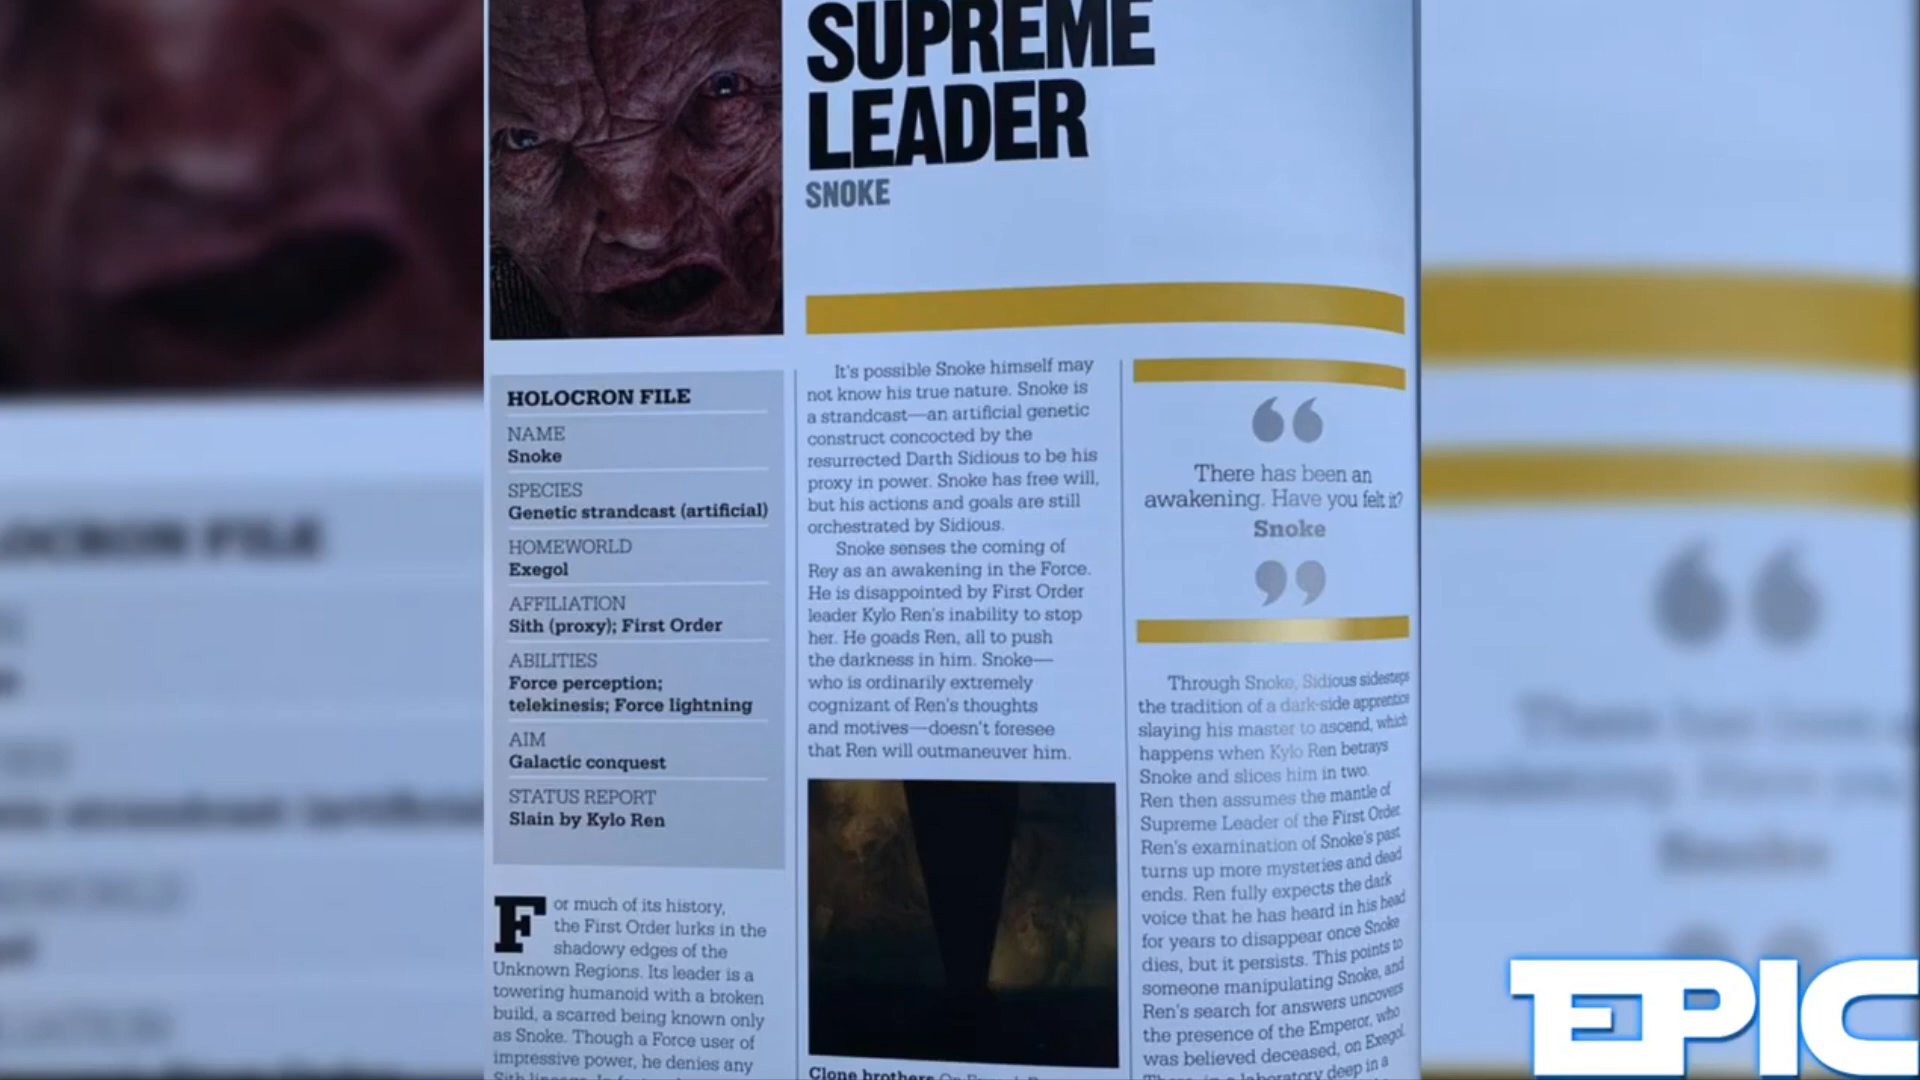 SUPREME
LEADER
SNOKE
HOLOCRON FILE
NAME
Snoke
SPECIES
Genetic strandcast (artificial)
HOMEWORLD
Exegol
AFFILIATION
Sith (proxy); First Order
ABILITIES
Force perception;
telekinesis; Force lightning
AIM
Galactic conquest
STATUS REPORT
Slain by Kylo Ren
For much of its history,
the First Order lurks in the
shadowy edges of the
Unknown Regions. Its leader is a
towering humanoid with a broken
build, a scarred being known only
as Snoke. Though a Force user of
impressive power, he denies any
It's possible Snoke himself may
not know his true nature. Snoke is
a strandcast—an artificial genetic
construct concocted by the
resurrected Darth Sidious to be his
proxy in power. Snoke has free will,
but his actions and goals are still
orchestrated by Sidious.
Snoke senses the coming of
Rey as an awakening in the Force.
He is disappointed by First Order
leader Kylo Ren's inability to stop
her. He goads Ren, all to push
the darkness in him. Snoke—
who is ordinarily extremely
cognizant of Ren's thoughts
and motives—doesn't foresee
that Ren will outmaneuver him.
Clone brothers
“
There has been an
awakening. Have you felt it?
Snoke
”
Through Snoke, Sidious sidesteps
the tradition of a dark-side apprentice
slaying his master to ascend, which
happens when Kylo Ren betrays
Snoke and slices him in two.
Ren then assumes the mantle of
Supreme Leader of the First Order.
Ren's examination of Snoke's past
turns up more mysteries and dead
ends. Ren fully expects the dark
voice that he has heard in his head
for years to disappear once Snoke
dies, but it persists. This points to
someone manipulating Snoke, and
Ren's search for answers uncovers
the presence of the Emperor, who
was believed deceased, on Exegol.
laboratory deep in a
EPIC